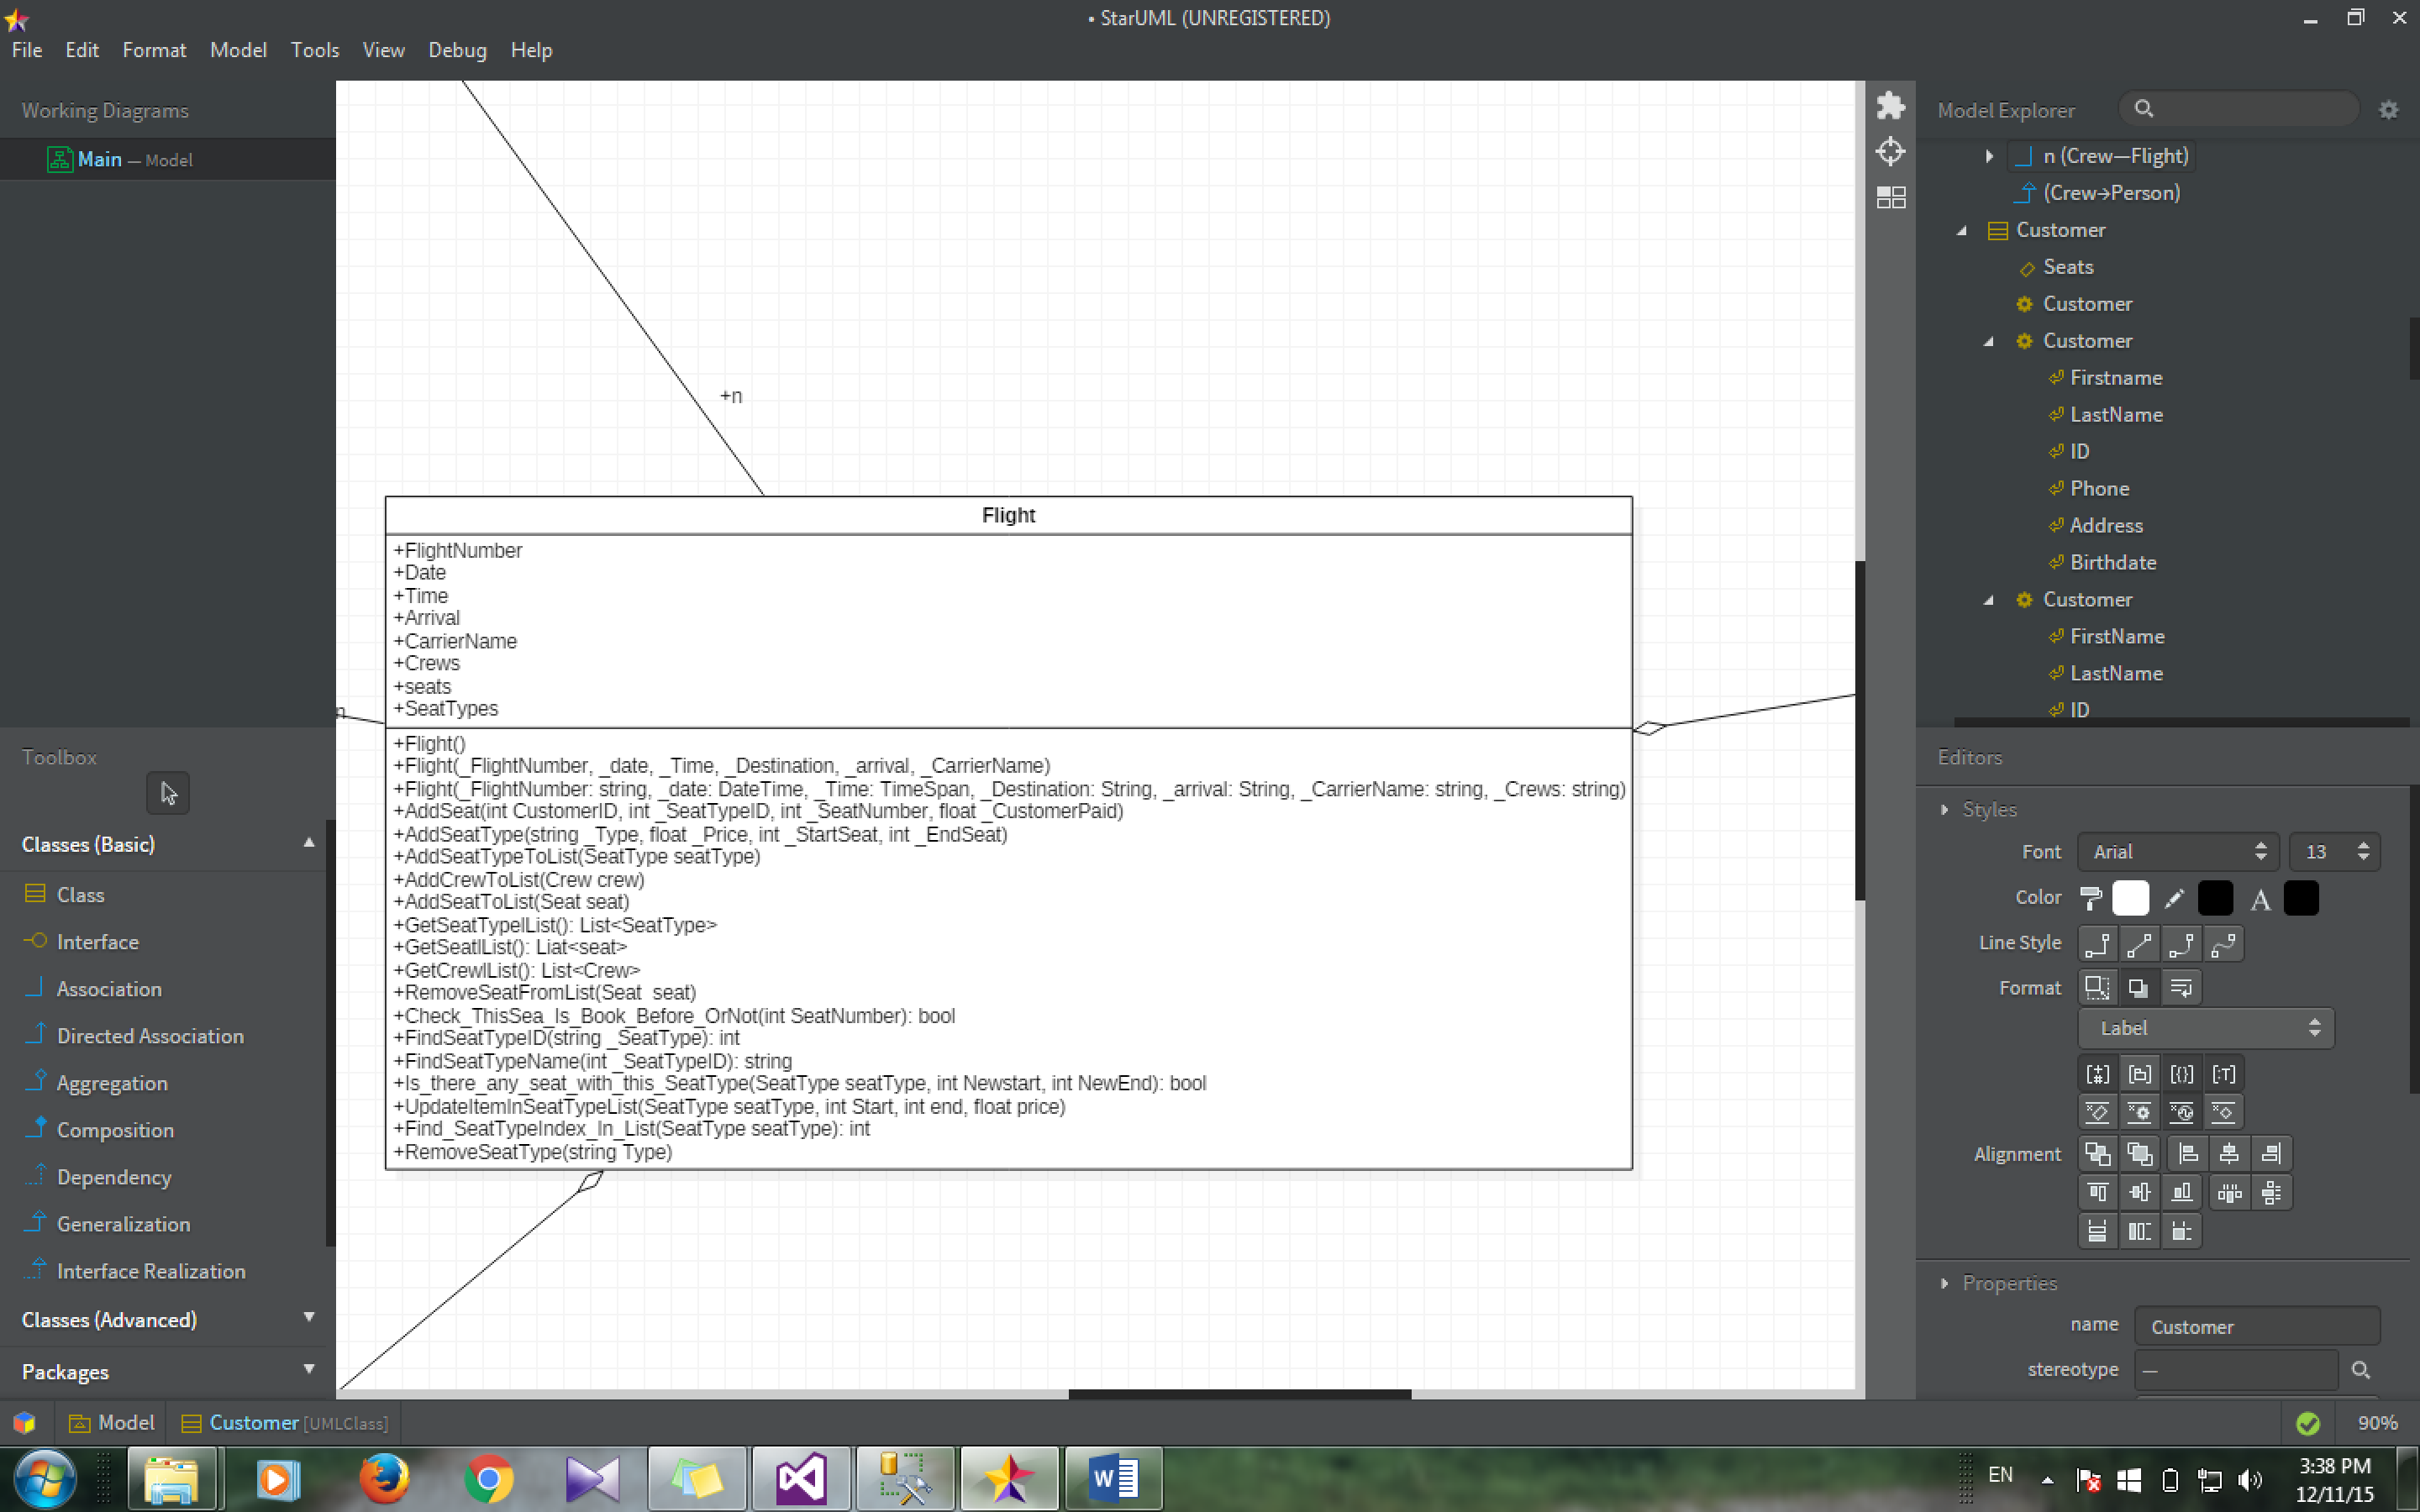 • StarUML (UNREGISTERED)
File Edit Format Model Tools View Debug Help
Working Diagrams
Main — Model
Toolbox
Classes (Basic)
Class
Interface
Association
Directed Association
Aggregation
Composition
Dependency
Generalization
Interface Realization
Classes (Advanced)
Packages
+n
n
Flight
+FlightNumber
+Date
+Time
+Arrival
+CarrierName
+Crews
+seats
+SeatTypes
+Flight()
+Flight(_FlightNumber, _date, _Time, _Destination, _arrival, _CarrierName)
+Flight(_FlightNumber: string, _date: DateTime, _Time: TimeSpan, _Destination: String, _arrival: String, _CarrierName: string, _Crews: string)
+AddSeat(int CustomerID, int _SeatTypeID, int _SeatNumber, float _CustomerPaid)
+AddSeatType(string _Type, float _Price, int _StartSeat, int _EndSeat)
+AddSeatTypeToList(SeatType seatType)
+AddCrewToList(Crew crew)
+AddSeatToList(Seat seat)
+GetSeatTypelList(): List<SeatType>
+GetSeatlList(): Liat<seat>
+GetCrewlList(): List<Crew>
+RemoveSeatFromList(Seat  seat)
+Check_ThisSea_Is_Book_Before_OrNot(int SeatNumber): bool
+FindSeatTypeID(string _SeatType): int
+FindSeatTypeName(int _SeatTypeID): string
+Is_there_any_seat_with_this_SeatType(SeatType seatType, int Newstart, int NewEnd): bool
+UpdateItemInSeatTypeList(SeatType seatType, int Start, int end, float price)
+Find_SeatTypeIndex_In_List(SeatType seatType): int
+RemoveSeatType(string Type)
Model Explorer
n (Crew—Flight)
(Crew→Person)
Customer
Seats
Customer
Customer
Firstname
LastName
ID
Phone
Address
Birthdate
Customer
FirstName
LastName
ID
Editors
Styles
Font Arial 13
Color A
Line Style
Format
Label
Alignment
Properties
name Customer
stereotype —
Model Customer [UMLClass] 90%
W EN 3:38 PM
12/11/15